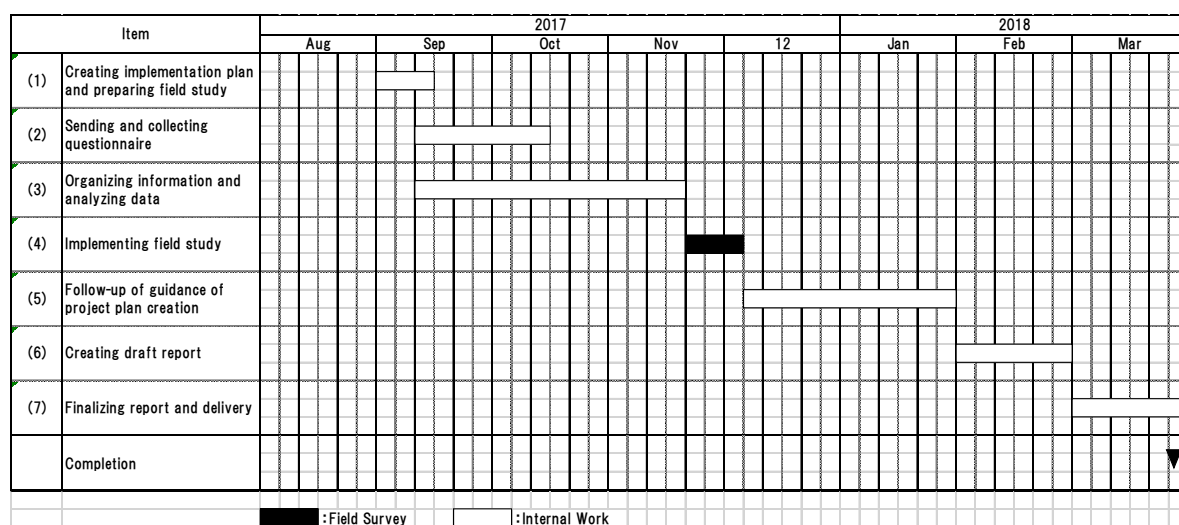 Item 2017 2018
Aug Sep Oct Nov 12 Jan Feb Mar
(1) Creating implementation plan
and preparing field study
(2) Sending and collecting
questionnaire
(3) Organizing information and
analyzing data
(4) Implementing field study
(5) Follow-up of guidance of
project plan creation
(6) Creating draft report
(7) Finalizing report and delivery
Completion
:Field Survey :Internal Work